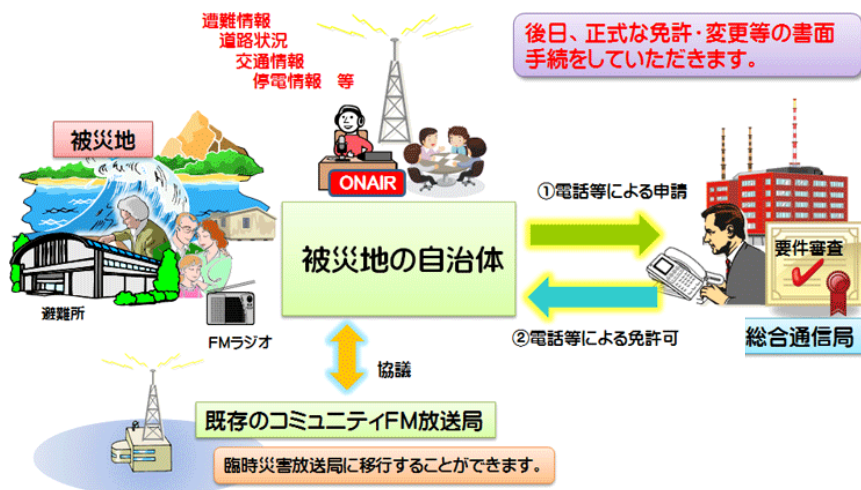 遭難情報
道路状況
交通情報
停電情報　等
後日、正式な免許・変更等の書面
手続をしていただきます。
被災地
ONAIR
①電話等による申請
被災地の自治体
要件審査
避難所
FMラジオ
②電話等による免許可
総合通信局
協議
既存のコミュニティFM放送局
臨時災害放送局に移行することができます。